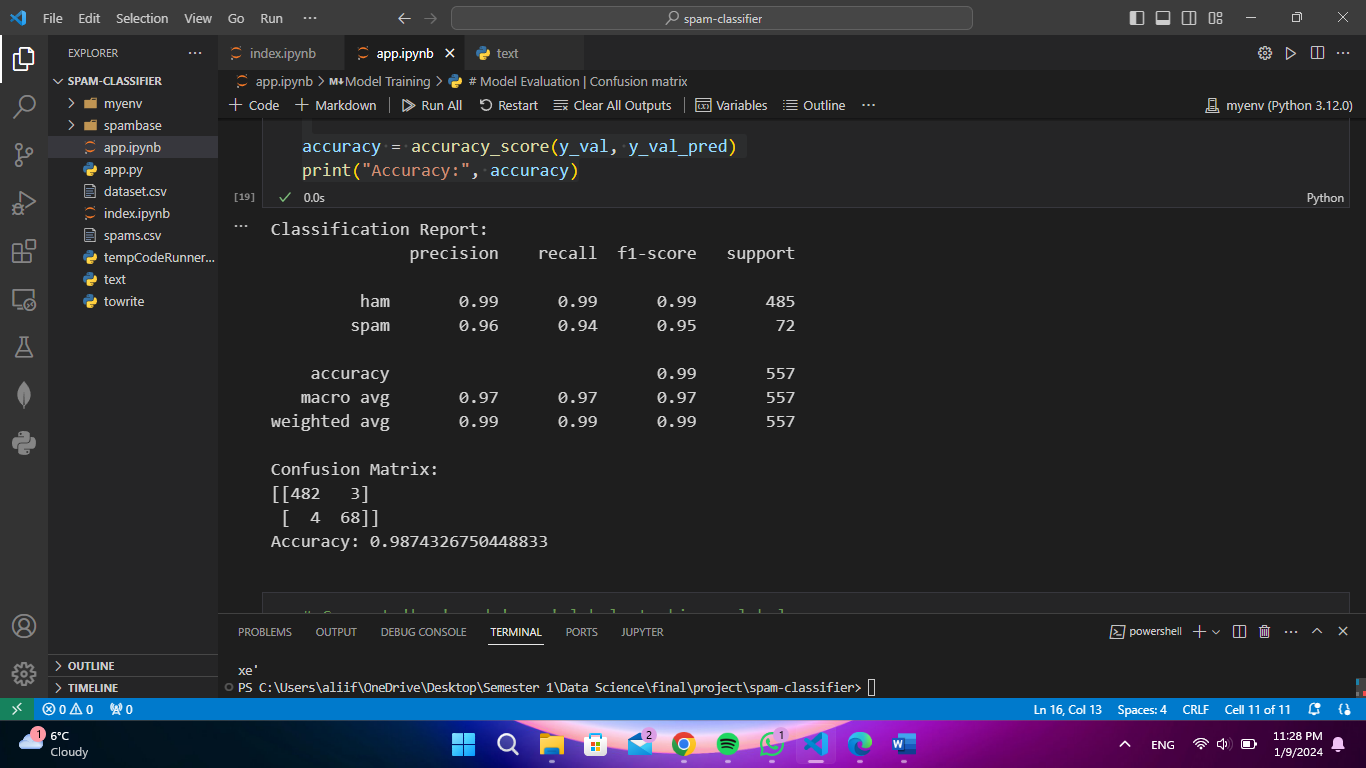 File Edit Selection View Go Run ··· spam-classifier
EXPLORER ···
SPAM-CLASSIFIER
myenv
spambase
app.ipynb
app.py
dataset.csv
index.ipynb
spams.csv
tempCodeRunner...
text
towrite
OUTLINE
TIMELINE
index.ipynb app.ipynb text
app.ipynb > M↓Model Training > # Model Evaluation | Confusion matrix
+ Code + Markdown Run All Restart Clear All Outputs Variables Outline ··· myenv (Python 3.12.0)
accuracy = accuracy_score(y_val, y_val_pred)
print("Accuracy:", accuracy)
[19] 0.0s Python
Classification Report:
precision recall f1-score support
ham 0.99 0.99 0.99 485
spam 0.96 0.94 0.95 72
accuracy 0.99 557
macro avg 0.97 0.97 0.97 557
weighted avg 0.99 0.99 0.99 557
Confusion Matrix:
[[482 3]
[ 4 68]]
Accuracy: 0.9874326750448833
PROBLEMS OUTPUT DEBUG CONSOLE TERMINAL PORTS JUPYTER powershell
xe'
PS C:\Users\aliif\OneDrive\Desktop\Semester 1\Data Science\final\project\spam-classifier>
0 0 0 Ln 16, Col 13 Spaces: 4 CRLF Cell 11 of 11
1 6°C
Cloudy
2 1
ENG 11:28 PM
1/9/2024